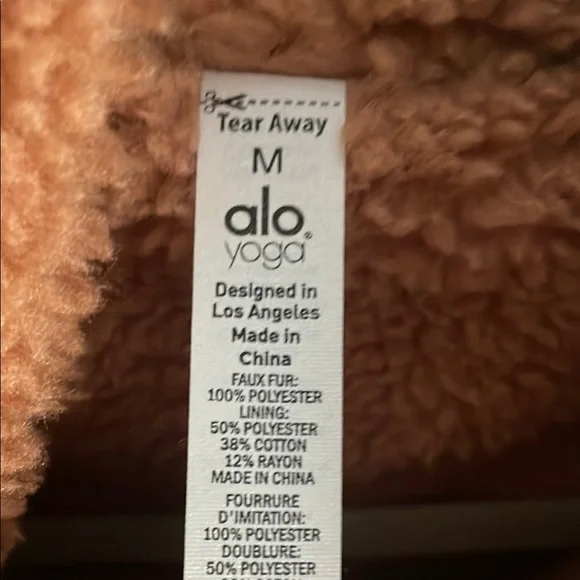 Tear Away
M
alo®
yoga
Designed in
Los Angeles
Made in
China
FAUX FUR:
100% POLYESTER
LINING:
50% POLYESTER
38% COTTON
12% RAYON
MADE IN CHINA
FOURRURE
D'IMITATION:
100% POLYESTER
DOUBLURE:
50% POLYESTER